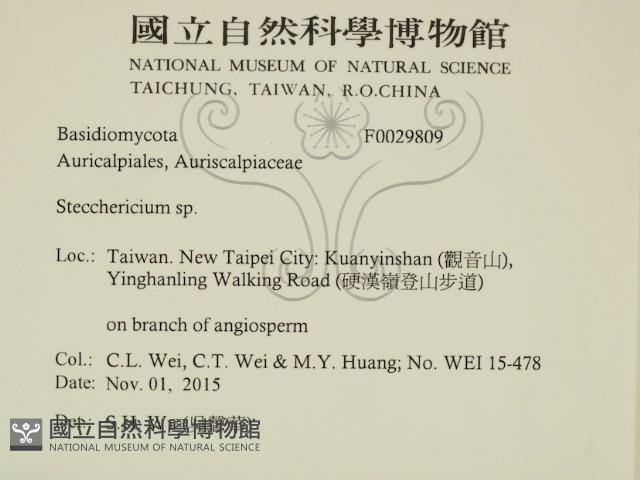 國立自然科學博物館
NATIONAL MUSEUM OF NATURAL SCIENCE
TAICHUNG, TAIWAN, R.O.CHINA
Basidiomycota F0029809
Auricalpiales, Auriscalpiaceae
Stecchericium sp.
Loc.: Taiwan. New Taipei City: Kuanyinshan (觀音山),
Yinghanling Walking Road (硬漢嶺登山步道)
on branch of angiosperm
Col.: C.L. Wei, C.T. Wei & M.Y. Huang; No. WEI 15-478
Date: Nov. 01, 2015
國立自然科學博物館
NATIONAL MUSEUM OF NATURAL SCIENCE